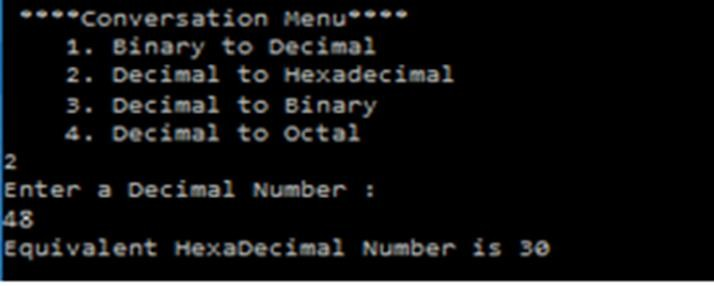 ****Conversation Menu****
1. Binary to Decimal
2. Decimal to Hexadecimal
3. Decimal to Binary
4. Decimal to Octal
2
Enter a Decimal Number :
48
Equivalent HexaDecimal Number is 30